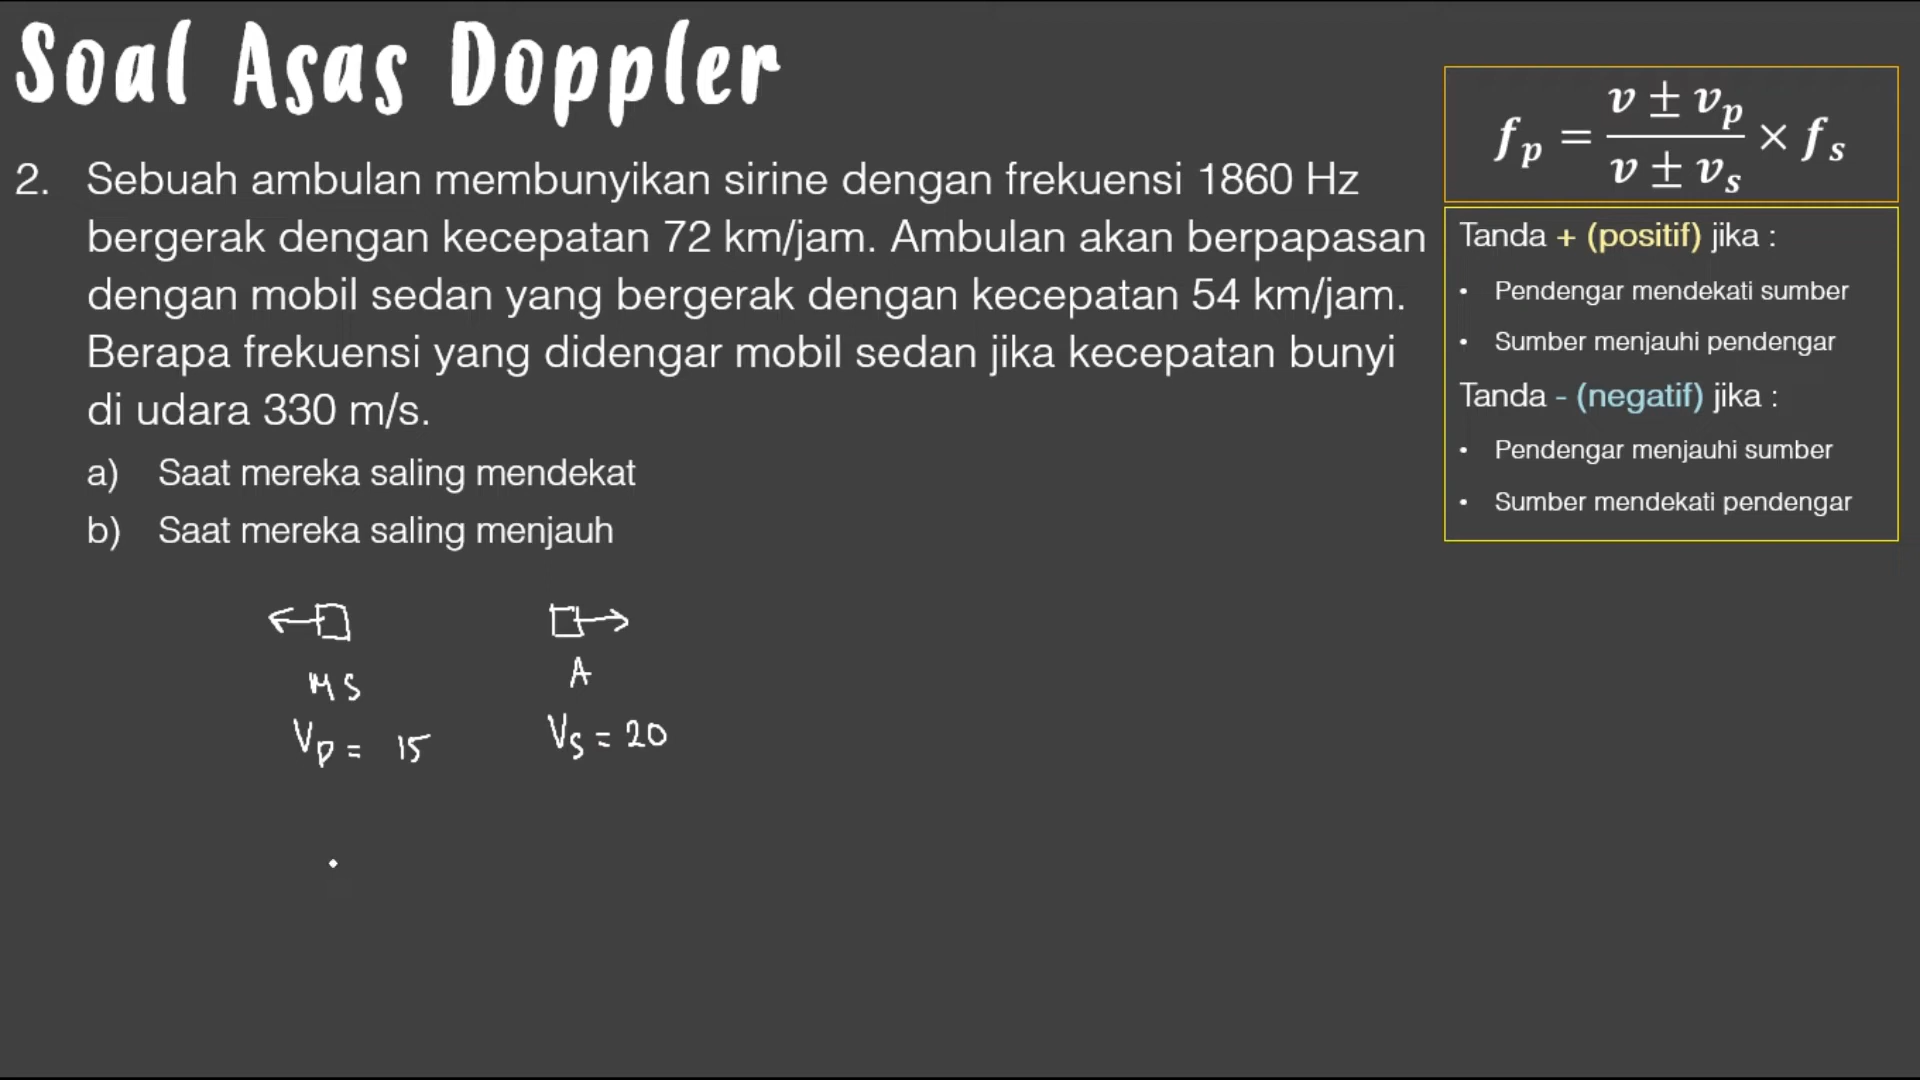 Soal Asas Doppler
2. Sebuah ambulan membunyikan sirine dengan frekuensi 1860 Hz
bergerak dengan kecepatan 72 km/jam. Ambulan akan berpapasan
dengan mobil sedan yang bergerak dengan kecepatan 54 km/jam.
Berapa frekuensi yang didengar mobil sedan jika kecepatan bunyi
di udara 330 m/s.
a) Saat mereka saling mendekat
b) Saat mereka saling menjauh
MS
Vp = 15
A
Vs = 20
fp = (v ± vp)/(v ± vs) × fs
Tanda + (positif) jika :
• Pendengar mendekati sumber
• Sumber menjauhi pendengar
Tanda - (negatif) jika :
• Pendengar menjauhi sumber
• Sumber mendekati pendengar